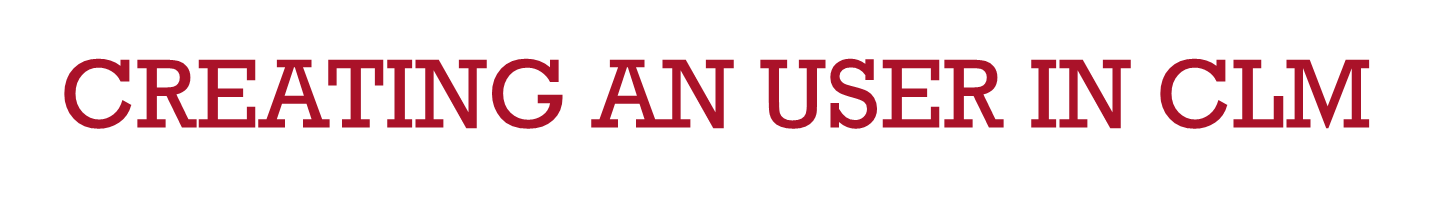 CREATING AN USER IN CLM